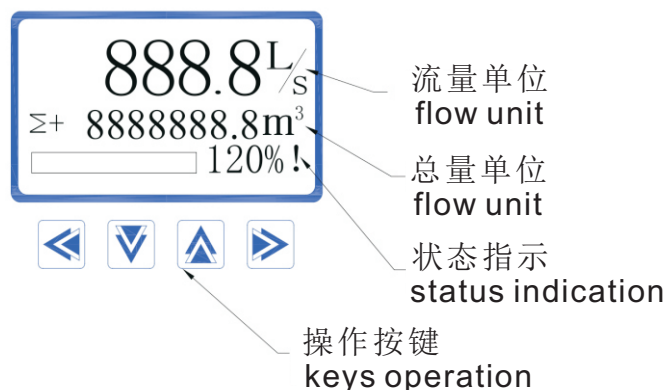 888.8L/s
Σ+ 8888888.8m³
120%!
流量单位
flow unit
总量单位
flow unit
状态指示
status indication
操作按键
keys operation